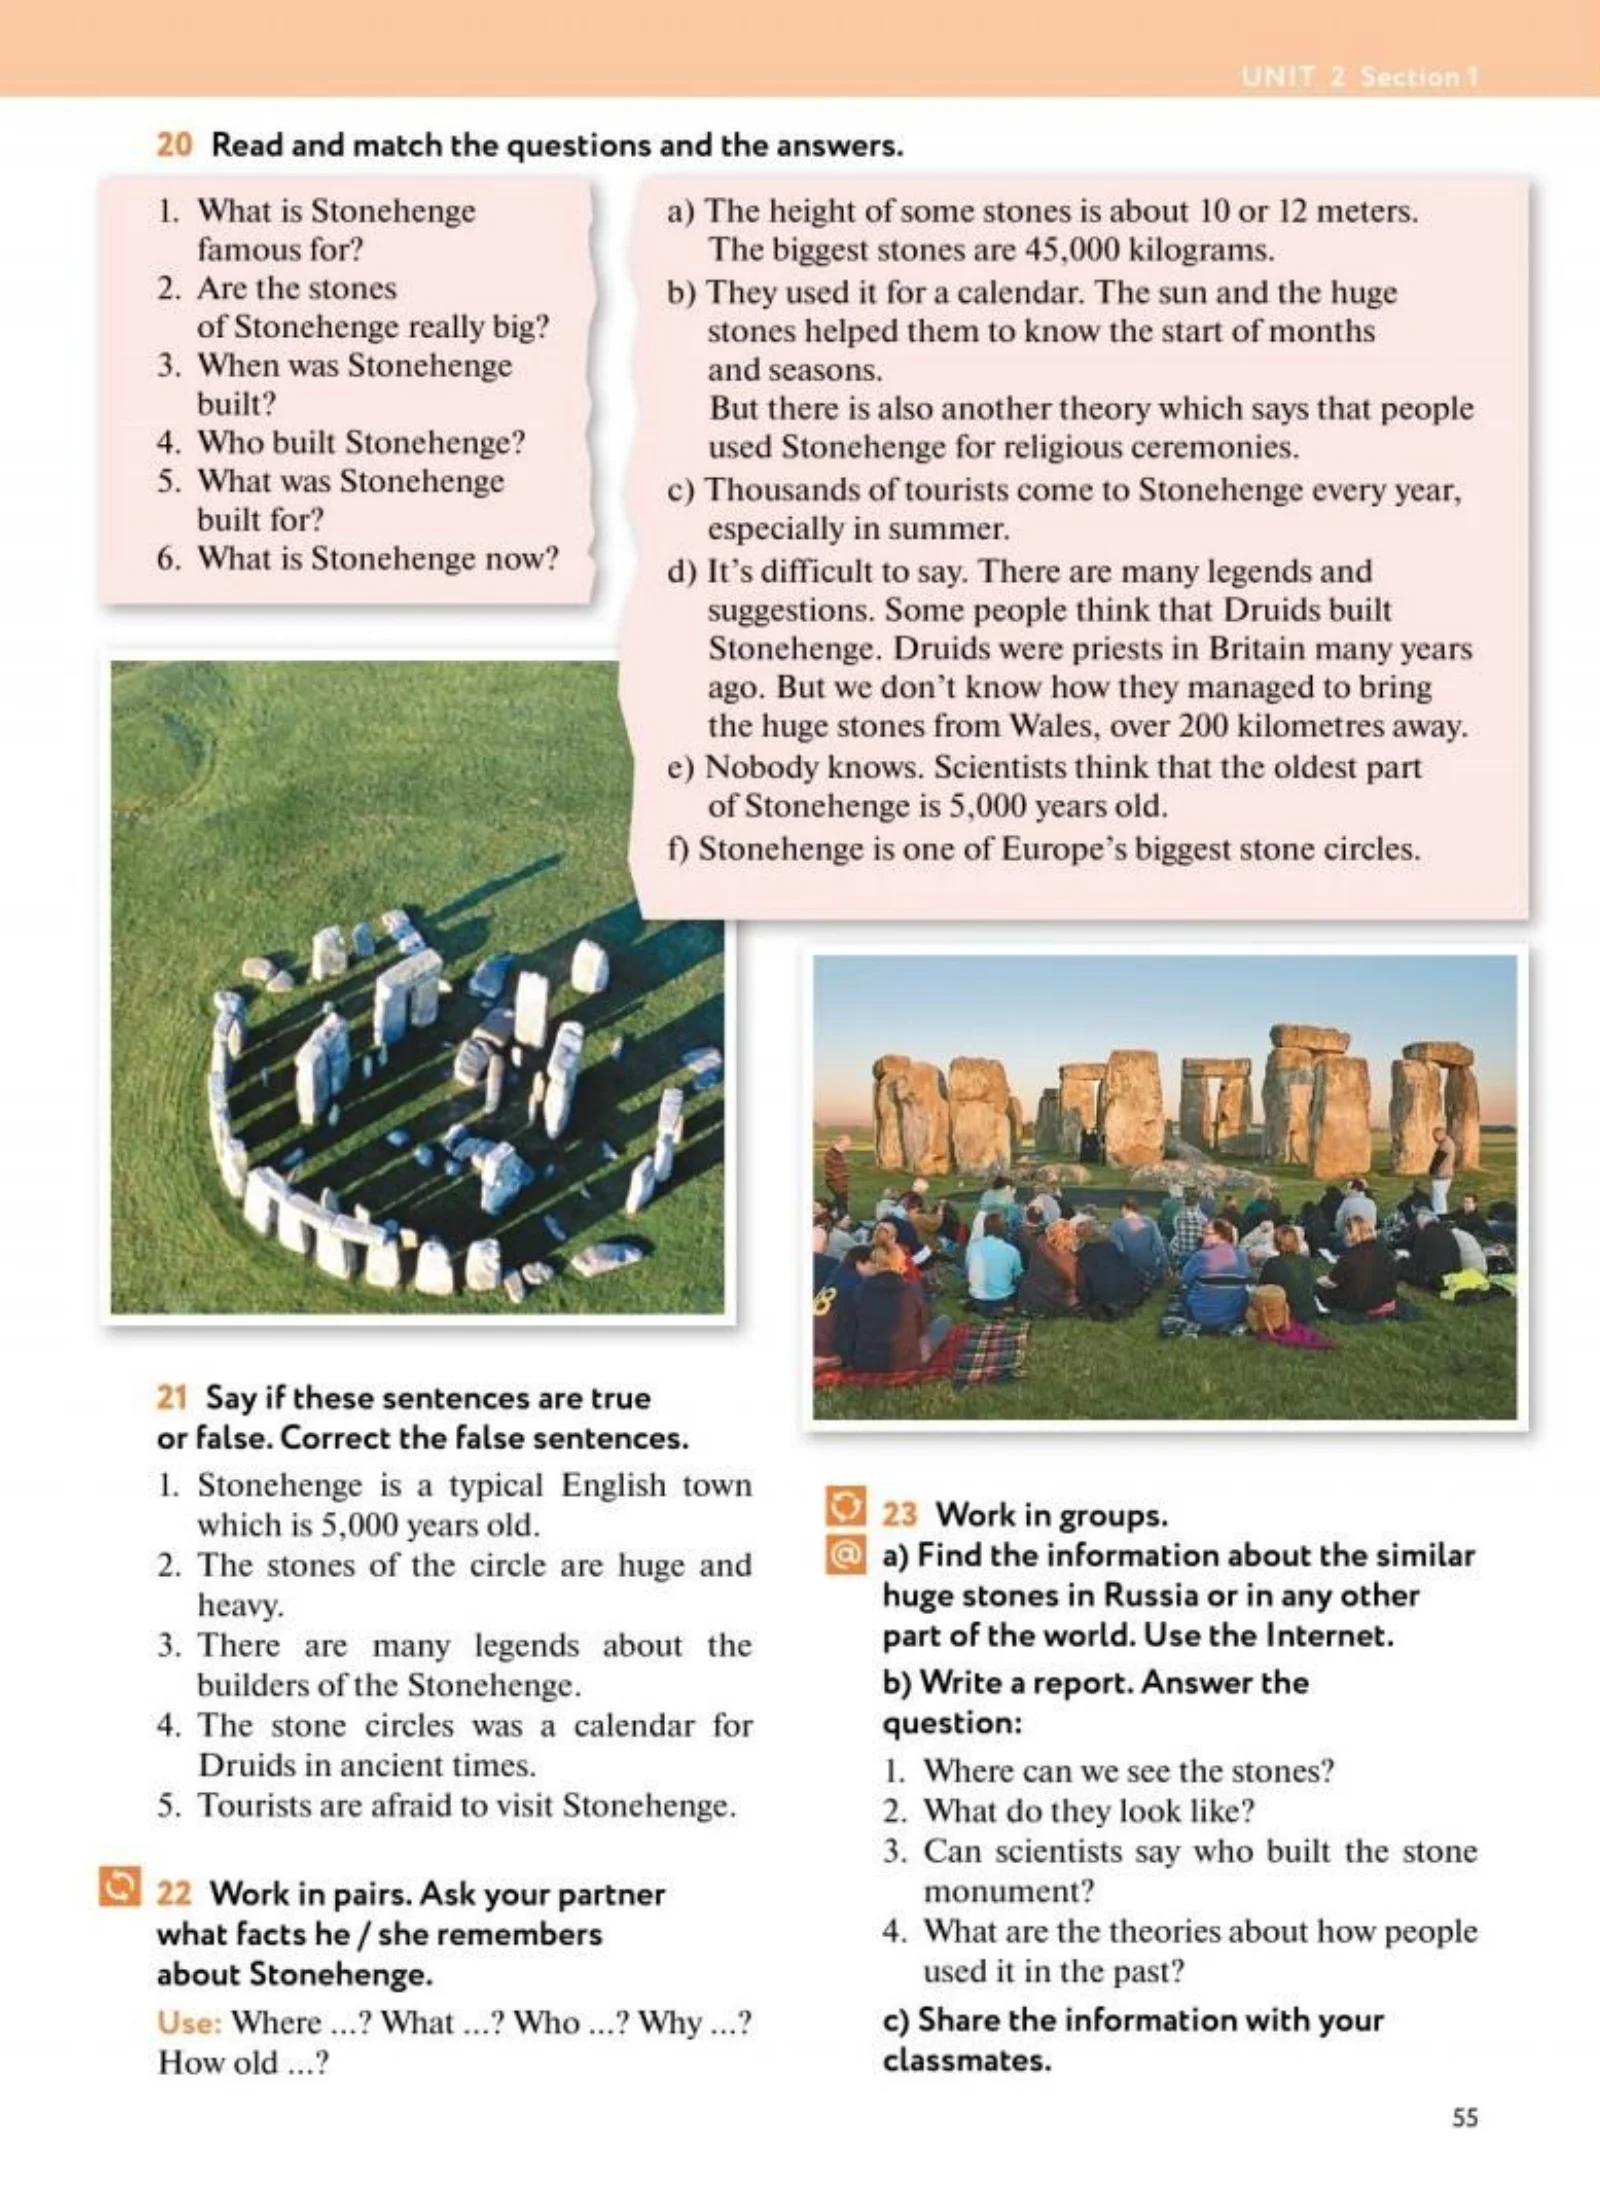 UNIT 2 Section 1
20 Read and match the questions and the answers.
1. What is Stonehenge
famous for?
2. Are the stones
of Stonehenge really big?
3. When was Stonehenge
built?
4. Who built Stonehenge?
5. What was Stonehenge
built for?
6. What is Stonehenge now?
a) The height of some stones is about 10 or 12 meters.
The biggest stones are 45,000 kilograms.
b) They used it for a calendar. The sun and the huge
stones helped them to know the start of months
and seasons.
But there is also another theory which says that people
used Stonehenge for religious ceremonies.
c) Thousands of tourists come to Stonehenge every year,
especially in summer.
d) It's difficult to say. There are many legends and
suggestions. Some people think that Druids built
Stonehenge. Druids were priests in Britain many years
ago. But we don't know how they managed to bring
the huge stones from Wales, over 200 kilometres away.
e) Nobody knows. Scientists think that the oldest part
of Stonehenge is 5,000 years old.
f) Stonehenge is one of Europe's biggest stone circles.
21 Say if these sentences are true
or false. Correct the false sentences.
1. Stonehenge is a typical English town
which is 5,000 years old.
2. The stones of the circle are huge and
heavy.
3. There are many legends about the
builders of the Stonehenge.
4. The stone circles was a calendar for
Druids in ancient times.
5. Tourists are afraid to visit Stonehenge.
22 Work in pairs. Ask your partner
what facts he / she remembers
about Stonehenge.
Use: Where ...? What ...? Who ...? Why ...?
How old ...?
23 Work in groups.
@ a) Find the information about the similar
huge stones in Russia or in any other
part of the world. Use the Internet.
b) Write a report. Answer the
question:
1. Where can we see the stones?
2. What do they look like?
3. Can scientists say who built the stone
monument?
4. What are the theories about how people
used it in the past?
c) Share the information with your
classmates.
55